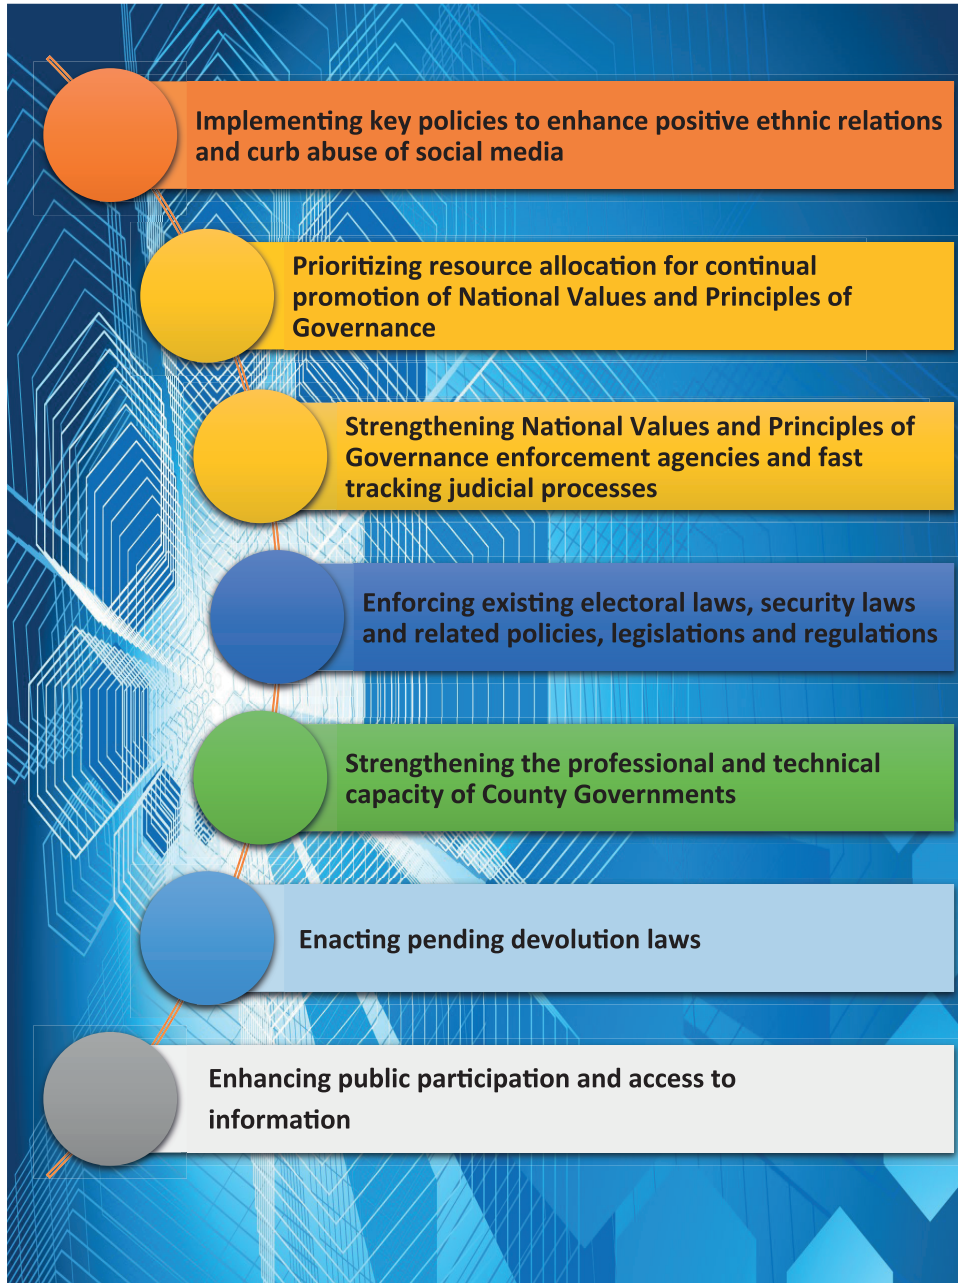 Implementing key policies to enhance positive ethnic relations
and curb abuse of social media
Prioritizing resource allocation for continual
promotion of National Values and Principles of
Governance
Strengthening National Values and Principles of
Governance enforcement agencies and fast
tracking judicial processes
Enforcing existing electoral laws, security laws
and related policies, legislations and regulations
Strengthening the professional and technical
capacity of County Governments
Enacting pending devolution laws
Enhancing public participation and access to
information